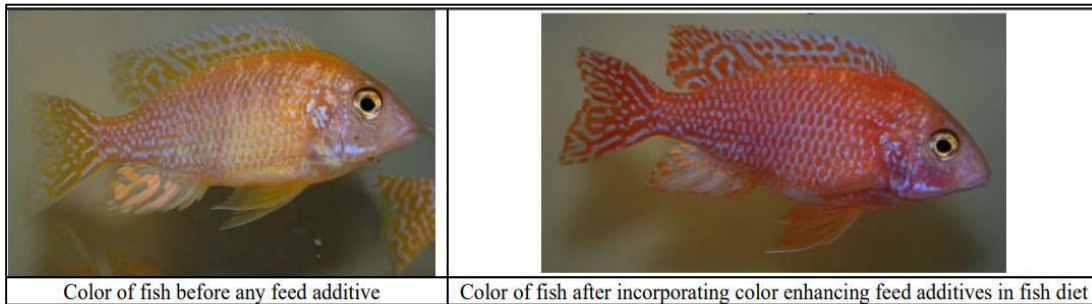 Color of fish before any feed additive
Color of fish after incorporating color enhancing feed additives in fish diet